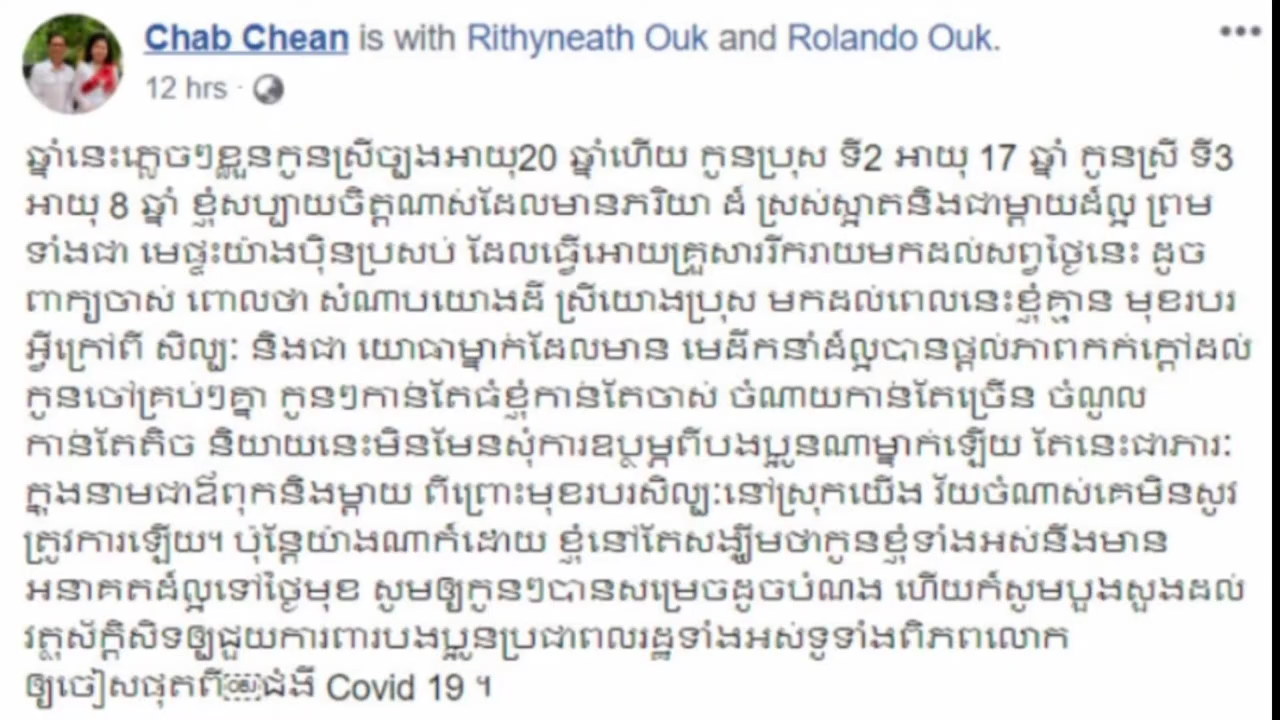 Chab Chean is with Rithyneath Ouk and Rolando Ouk.
12 hrs ·
ឆ្នាំនេះភ្លេចៗខ្លួនកូនស្រីច្បងអាយុ20 ឆ្នាំហើយ កូនប្រុស ទី2 អាយុ 17 ឆ្នាំ កូនស្រី ទី3
អាយុ 8 ឆ្នាំ ខ្ញុំសប្បាយចិត្តណាស់ដែលមានភរិយា ដ៏ ស្រស់ស្អាតនិងជាម្តាយដ៏ល្អ ព្រម
ទាំងជា មេផ្ទះយ៉ាងប៉ិនប្រសប់ ដែលធ្វើអោយគ្រួសាររីករាយមកដល់សព្វថ្ងៃនេះ ដូច
ពាក្យចាស់ ពោលថា សំណាបយោងដី ស្រីយោងប្រុស មកដល់ពេលនេះខ្ញុំគ្មាន មុខរបរ
អ្វីក្រៅពី សិល្បៈ និងជា យោធាម្នាក់ដែលមាន មេដឹកនាំដ៏ល្អបានផ្តល់ភាពកក់ក្តៅដល់
កូនចៅគ្រប់ៗគ្នា កូនៗកាន់តែធំខ្ញុំកាន់តែចាស់ ចំណាយកាន់តែច្រើន ចំណូល
កាន់តែតិច និយាយនេះមិនមែនសុំការឧបត្ថម្ភពីបងប្អូនណាម្នាក់ឡើយ តែនេះជាភារៈ
ក្នុងនាមជាឪពុកនិងម្តាយ ពីព្រោះមុខរបរសិល្បៈនៅស្រុកយើង វ័យចំណាស់គេមិនសូវ
ត្រូវការឡើយ។ ប៉ុន្តែយ៉ាងណាក៏ដោយ ខ្ញុំនៅតែសង្ឃឹមថាកូនខ្ញុំទាំងអស់នឹងមាន
អនាគតដ៏ល្អទៅថ្ងៃមុខ សូមឲ្យកូនៗបានសម្រេចដូចបំណង ហើយក៏សូមបួងសួងដល់
វត្ថុស័ក្តិសិទ្ធឲ្យជួយការពារបងប្អូនប្រជាពលរដ្ឋទាំងអស់ទូទាំងពិភពលោក
ឲ្យចៀសផុតពីជំងឺ Covid 19 ។